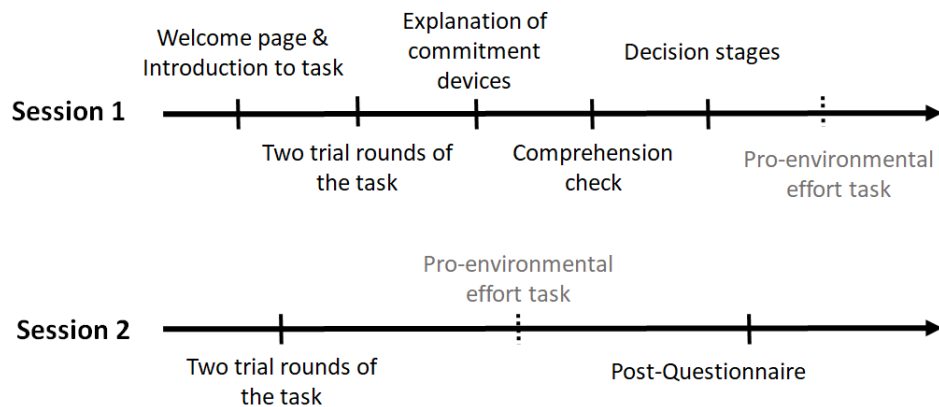 Welcome page &
Introduction to task
Explanation of
commitment
devices
Decision stages
Session 1
Two trial rounds of
the task
Comprehension
check
Pro-environmental
effort task
Pro-environmental
effort task
Session 2
Two trial rounds of
the task
Post-Questionnaire